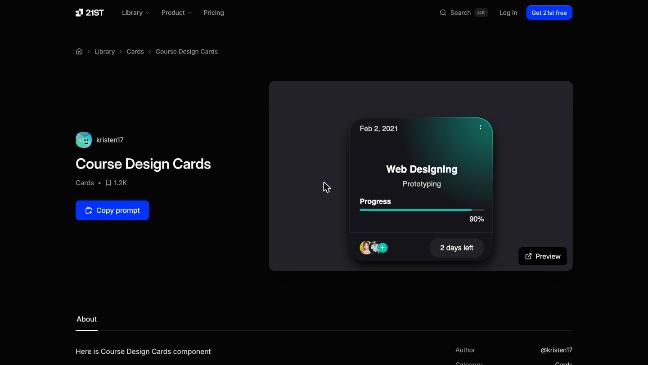 21ST
Library
Product
Pricing
Search
⌘K
Log in
Get 21st free
Library
Cards
Course Design Cards
kristen17
Course Design Cards
Cards • 1.2K
Copy prompt
Feb 2, 2021
Web Designing
Prototyping
Progress
90%
2 days left
Preview
About
Here is Course Design Cards component
Author
@kristen17
Category
Cards